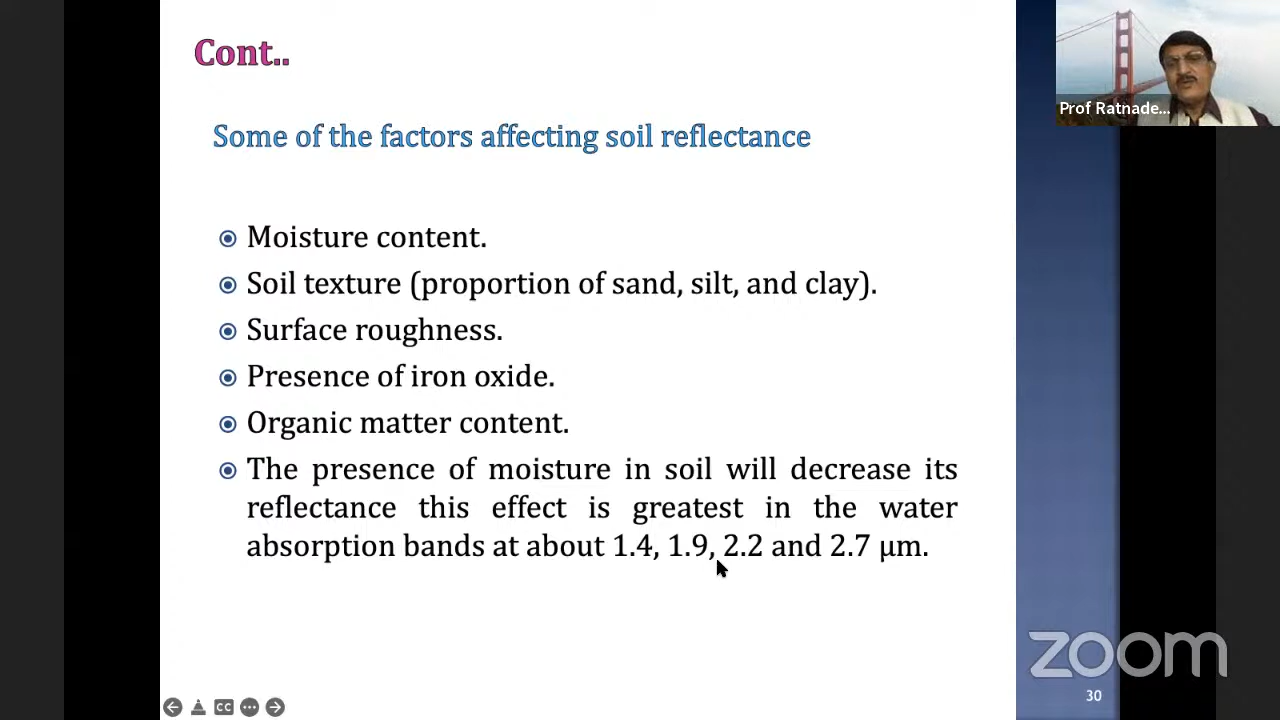 Cont..
Prof Ratnade...
Some of the factors affecting soil reflectance
Moisture content.
Soil texture (proportion of sand, silt, and clay).
Surface roughness.
Presence of iron oxide.
Organic matter content.
The presence of moisture in soil will decrease its
reflectance this effect is greatest in the water
absorption bands at about 1.4, 1.9, 2.2 and 2.7 µm.
zoom
30
CC